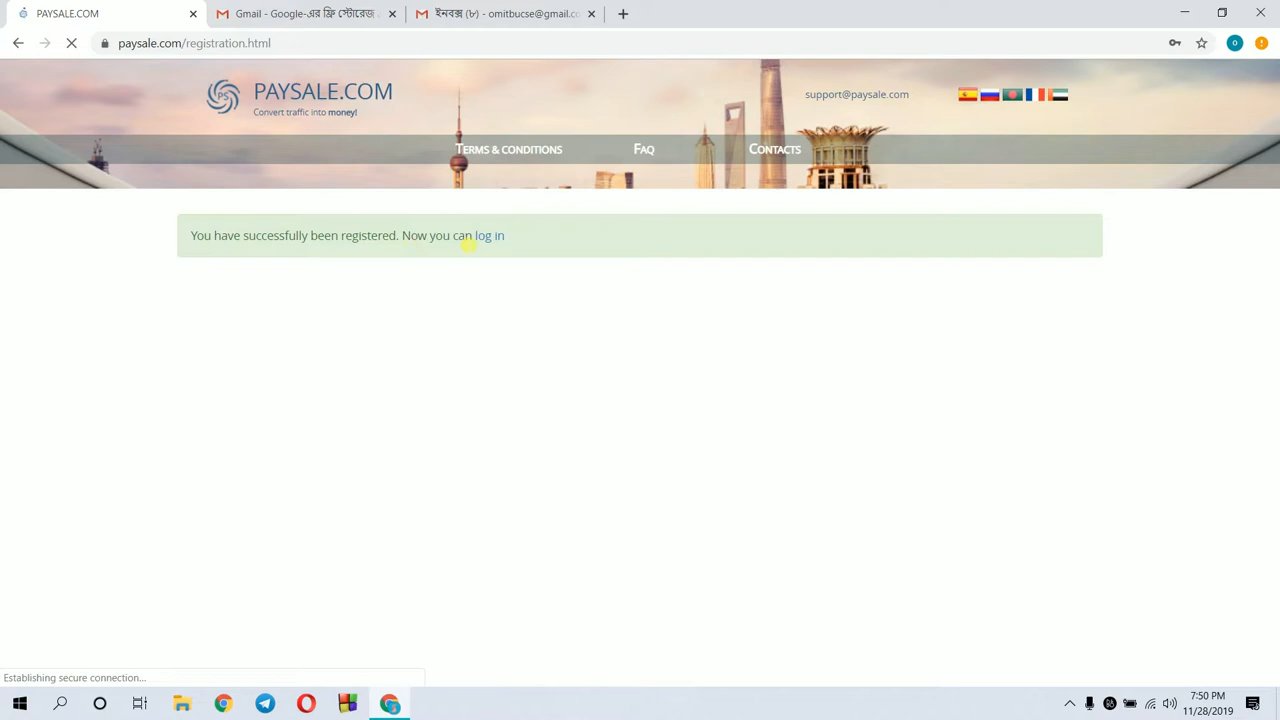 PAYSALE.COM
Gmail - Google-এর ফ্রি স্টোরেজ
ইনবক্স (৮) - omitbucse@gmail.co
paysale.com/registration.html
o
PS
PAYSALE.COM
Convert traffic into money!
support@paysale.com
TERMS & CONDITIONS
FAQ
CONTACTS
You have successfully been registered. Now you can log in
Establishing secure connection...
7:50 PM
11/28/2019